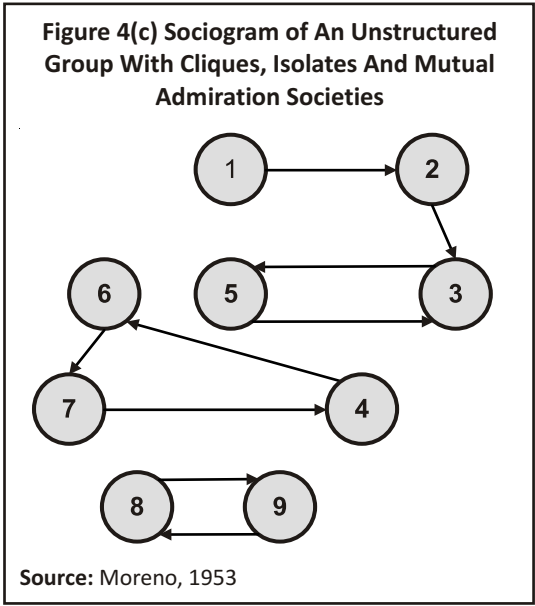 Figure 4(c) Sociogram of An Unstructured
Group With Cliques, Isolates And Mutual
Admiration Societies
1
2
6
5
3
7
4
8
9
Source: Moreno, 1953